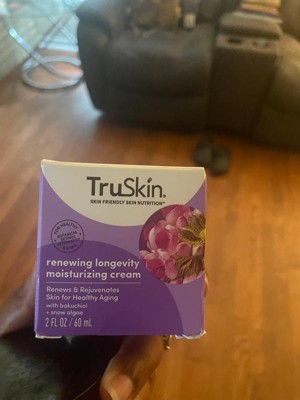 TruSkin.
SKIN FRIENDLY SKIN NUTRITION™
renewing longevity
moisturizing cream
Renews & Rejuvenates
Skin for Healthy Aging
with bakuchiol
+ snow algae
2 FL OZ / 60 mL